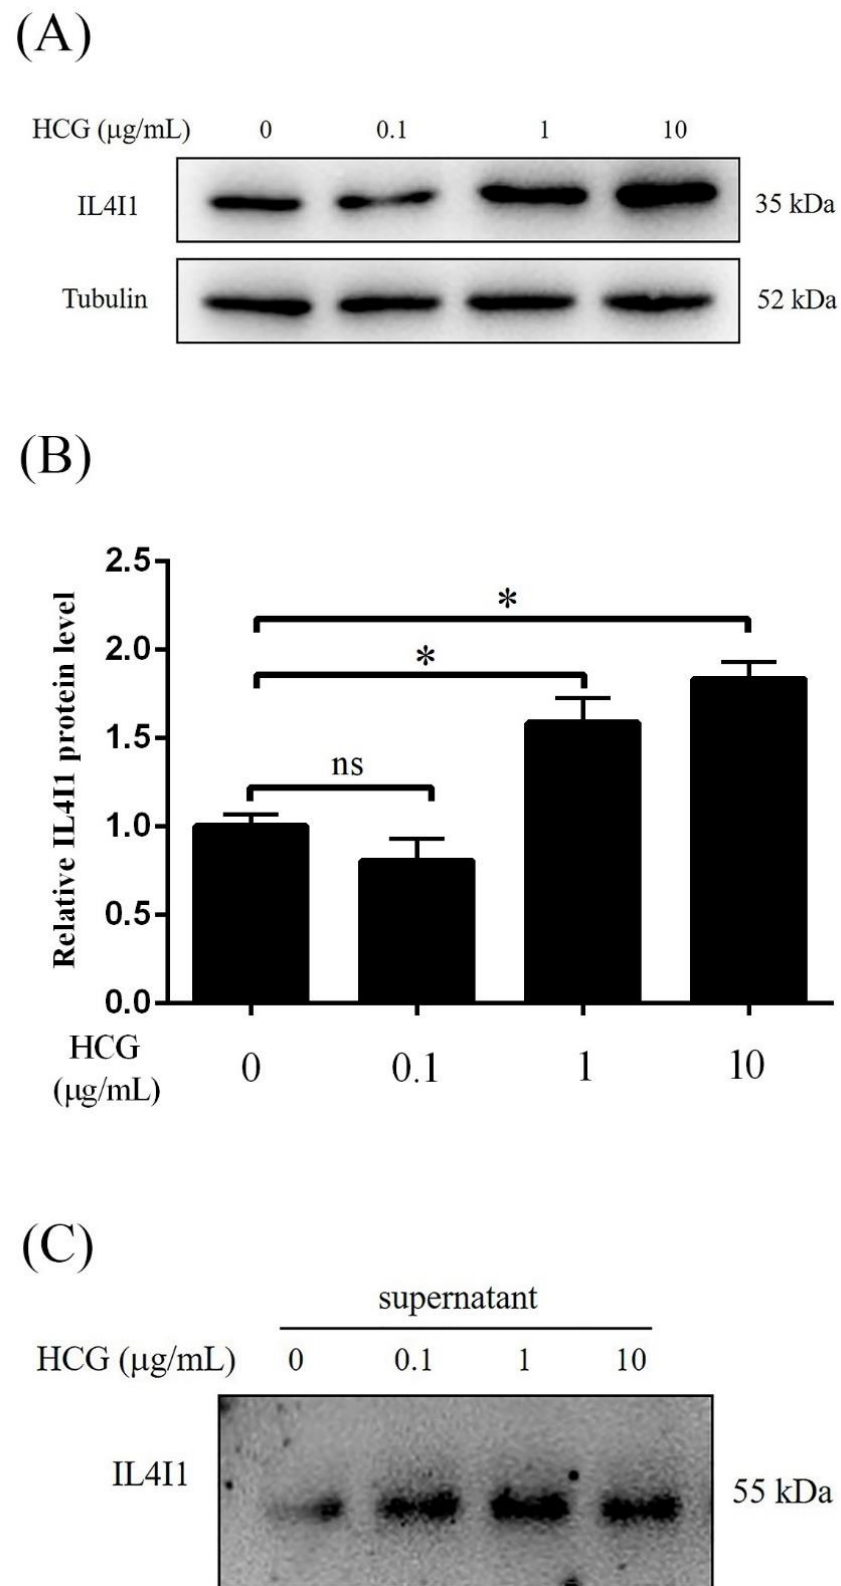 (A)
HCG (μg/mL) 0 0.1 1 10
IL4I1 35 kDa
Tubulin 52 kDa
(B)
Relative IL4I1 protein level
2.5
2.0
1.5
1.0
0.5
0.0
*
*
ns
HCG
(μg/mL) 0 0.1 1 10
(C)
supernatant
HCG (μg/mL) 0 0.1 1 10
IL4I1 55 kDa